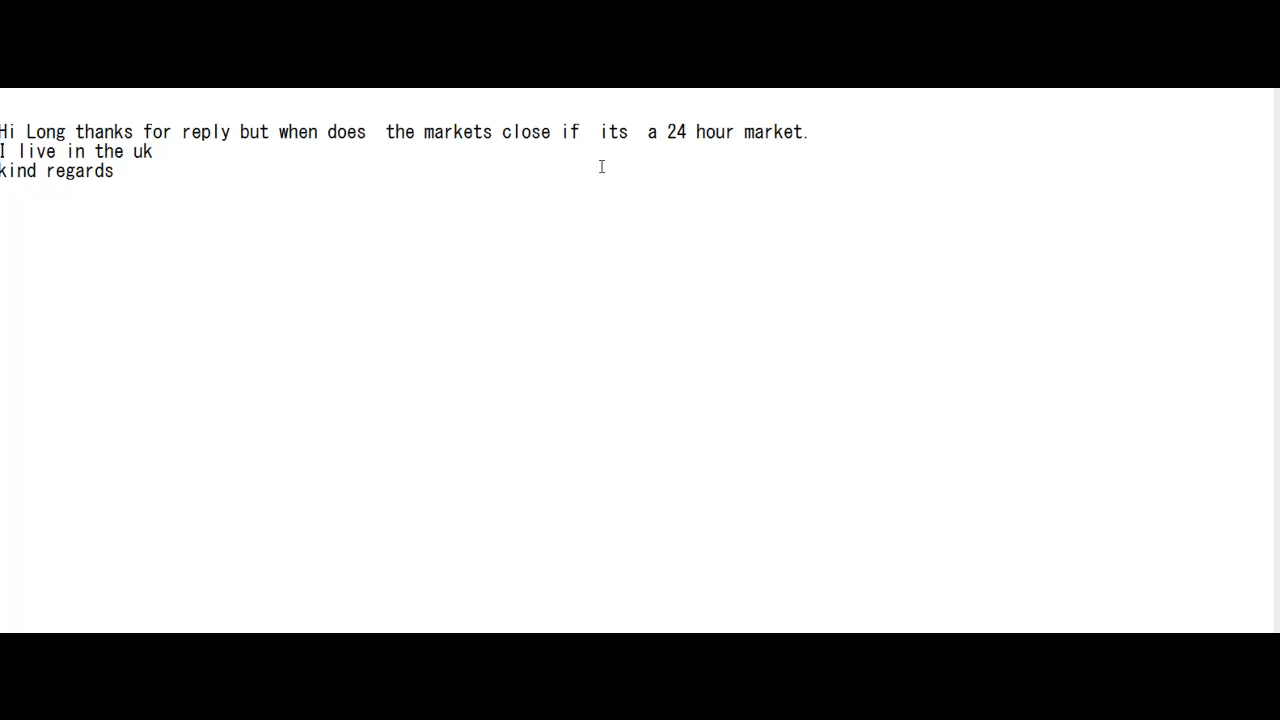 Hi Long thanks for reply but when does  the markets close if  its  a 24 hour market.
I live in the uk
kind regards